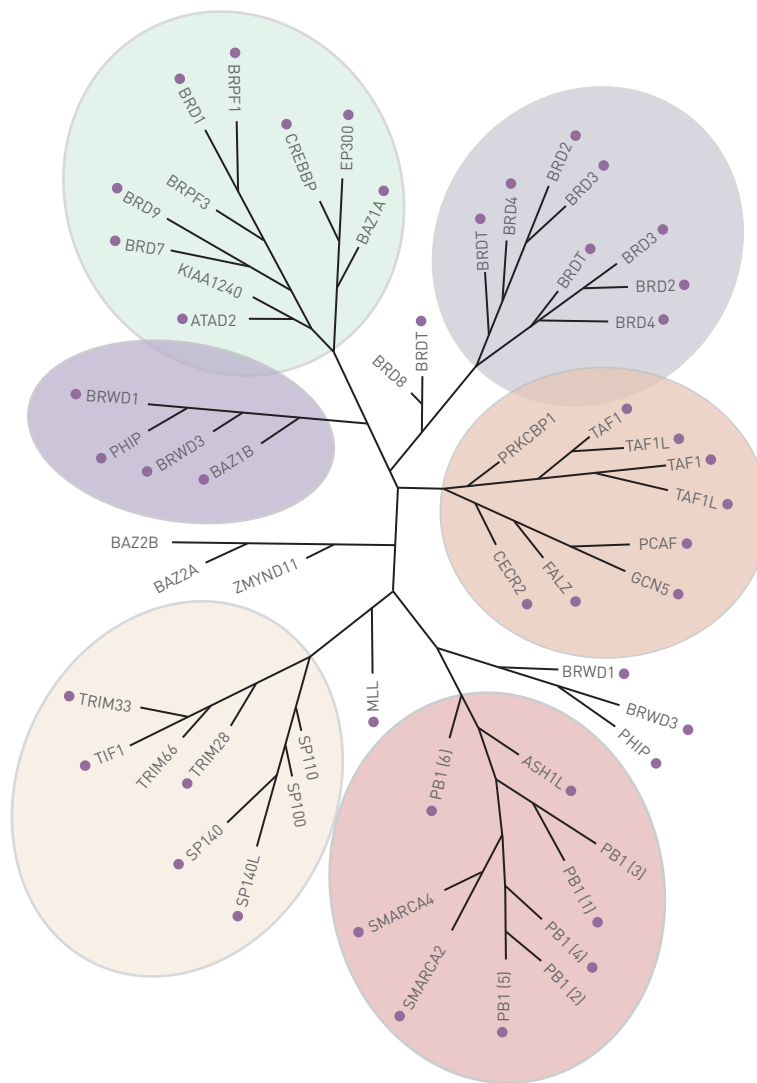 BRPF1
BRD1
EP300
CREBBP
BRPF3
BRD9
BAZ1A
BRD7
KIAA1240
ATAD2
BRD2
BRD3
BRD4
BRDT
BRDT
BRD3
BRD2
BRD4
BRDT
BRD8
BRWD1
PHIP
BRWD3
BAZ1B
PRKCBP1
TAF1
TAF1L
TAF1
TAF1L
PCAF
GCN5
FALZ
CECR2
BAZ2B
BAZ2A
ZMYND11
MLL
BRWD1
BRWD3
PHIP
TRIM33
TIF1
TRIM66
TRIM28
SP110
SP100
SP140
SP140L
PB1 (6)
ASH1L
PB1 (3)
PB1 (1)
PB1 (4)
PB1 (2)
PB1 (5)
SMARCA4
SMARCA2